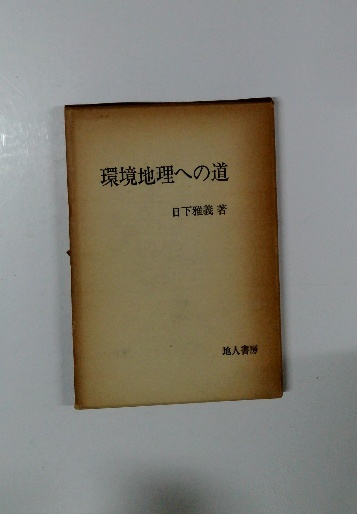 環境地理への道
日下雅義 著
地人書房